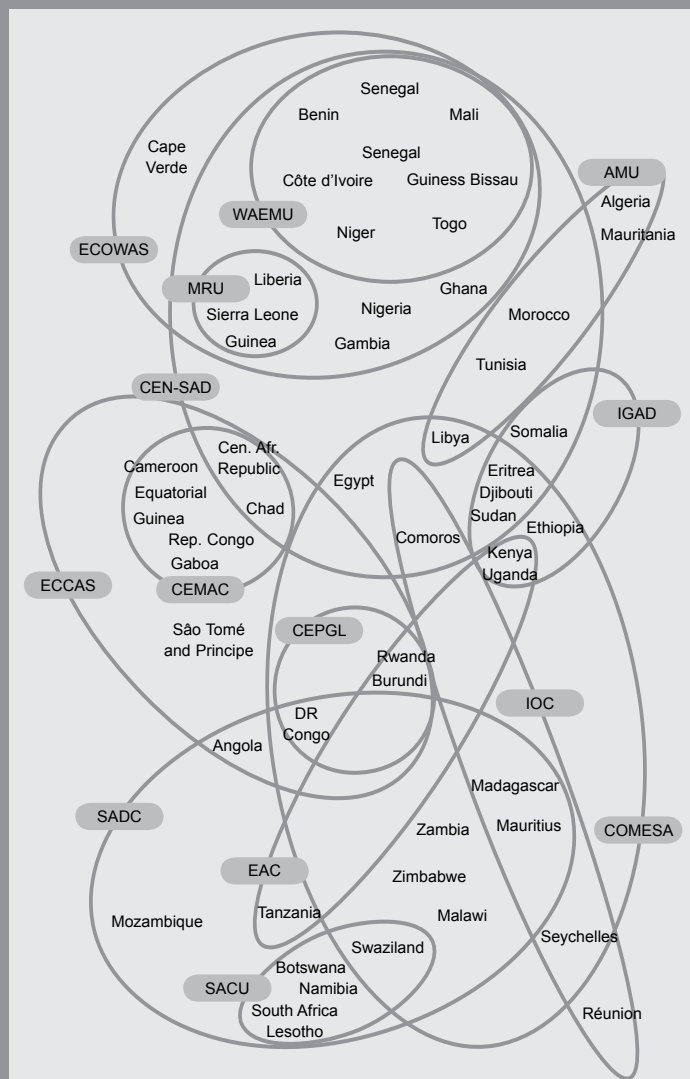 Senegal
Benin
Mali
Cape
Verde
Senegal
AMU
Côte d'Ivoire
Guiness Bissau
Algeria
WAEMU
Niger
Togo
Mauritania
ECOWAS
MRU
Liberia
Ghana
Sierra Leone
Nigeria
Morocco
Guinea
Gambia
Tunisia
CEN-SAD
IGAD
Libya
Somalia
Cen. Afr.
Republic
Cameroon
Egypt
Eritrea
Equatorial
Guinea
Chad
Djibouti
Sudan
Ethiopia
Rep. Congo
Comoros
Kenya
Uganda
Gaboa
ECCAS
CEMAC
Sâo Tomé
and Principe
CEPGL
Rwanda
Burundi
IOC
DR
Congo
Angola
Madagascar
SADC
Zambia
Mauritius
COMESA
EAC
Zimbabwe
Tanzania
Malawi
Mozambique
Seychelles
Swaziland
Botswana
SACU
Namibia
South Africa
Lesotho
Réunion